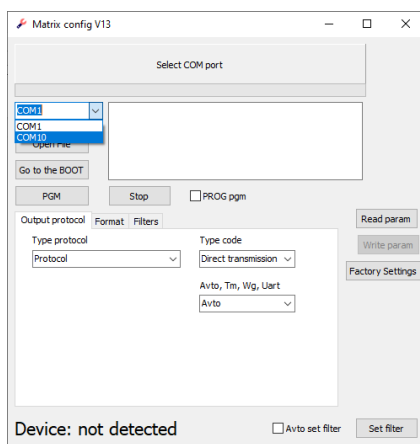 Matrix config V13
Select COM port
COM1
COM1
COM10
Open File
Go to the BOOT
PGM
Stop
PROG pgm
Output protocol
Format
Filters
Read param
Type protocol
Type code
Write param
Protocol
Direct transmission
Factory Settings
Avto, Tm, Wg, Uart
Avto
Device: not detected
Avto set filter
Set filter